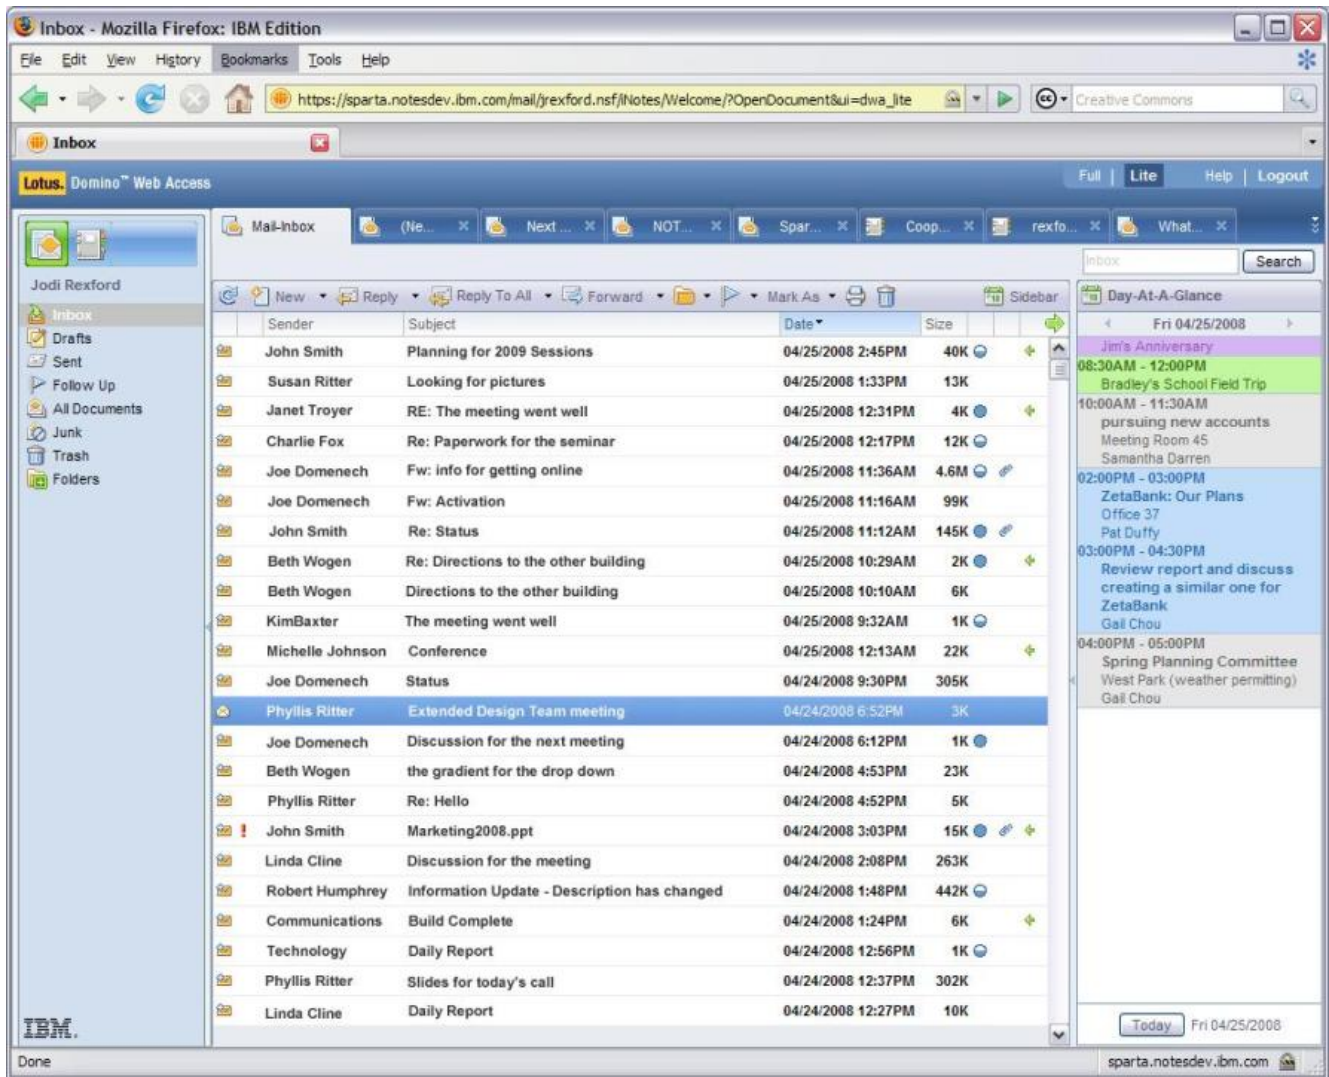 Inbox - Mozilla Firefox: IBM Edition
File Edit View History Bookmarks Tools Help
https://sparta.notesdev.ibm.com/mail/jrexford.nsf/iNotes/Welcome/?OpenDocument&ui=dwa_lite
cc Creative Commons
Inbox
Lotus. Domino™ Web Access
Full | Lite Help | Logout
Mail-Inbox (Ne... Next ... NOT... Spar... Coop... rexfo... What...
Inbox Search
Jodi Rexford
Inbox
Drafts
Sent
Follow Up
All Documents
Junk
Trash
Folders
New Reply Reply To All Forward Mark As Sidebar
Sender Subject Date Size
John Smith Planning for 2009 Sessions 04/25/2008 2:45PM 40K
Susan Ritter Looking for pictures 04/25/2008 1:33PM 13K
Janet Troyer RE: The meeting went well 04/25/2008 12:31PM 4K
Charlie Fox Re: Paperwork for the seminar 04/25/2008 12:17PM 12K
Joe Domenech Fw: info for getting online 04/25/2008 11:36AM 4.6M
Joe Domenech Fw: Activation 04/25/2008 11:16AM 99K
John Smith Re: Status 04/25/2008 11:12AM 145K
Beth Wogen Re: Directions to the other building 04/25/2008 10:29AM 2K
Beth Wogen Directions to the other building 04/25/2008 10:10AM 6K
KimBaxter The meeting went well 04/25/2008 9:32AM 1K
Michelle Johnson Conference 04/25/2008 12:13AM 22K
Joe Domenech Status 04/24/2008 9:30PM 305K
Phyllis Ritter Extended Design Team meeting 04/24/2008 6:52PM 3K
Joe Domenech Discussion for the next meeting 04/24/2008 6:12PM 1K
Beth Wogen the gradient for the drop down 04/24/2008 4:53PM 23K
Phyllis Ritter Re: Hello 04/24/2008 4:52PM 5K
! John Smith Marketing2008.ppt 04/24/2008 3:03PM 15K
Linda Cline Discussion for the meeting 04/24/2008 2:08PM 263K
Robert Humphrey Information Update - Description has changed 04/24/2008 1:48PM 442K
Communications Build Complete 04/24/2008 1:24PM 6K
Technology Daily Report 04/24/2008 12:56PM 1K
Phyllis Ritter Slides for today's call 04/24/2008 12:37PM 302K
Linda Cline Daily Report 04/24/2008 12:27PM 10K
Day-At-A-Glance
Fri 04/25/2008
Jim's Anniversary
08:30AM - 12:00PM
Bradley's School Field Trip
10:00AM - 11:30AM
pursuing new accounts
Meeting Room 45
Samantha Darren
02:00PM - 03:00PM
ZetaBank: Our Plans
Office 37
Pat Duffy
03:00PM - 04:30PM
Review report and discuss
creating a similar one for
ZetaBank
Gail Chou
04:00PM - 05:00PM
Spring Planning Committee
West Park (weather permitting)
Gail Chou
Today Fri 04/25/2008
IBM.
Done
sparta.notesdev.ibm.com